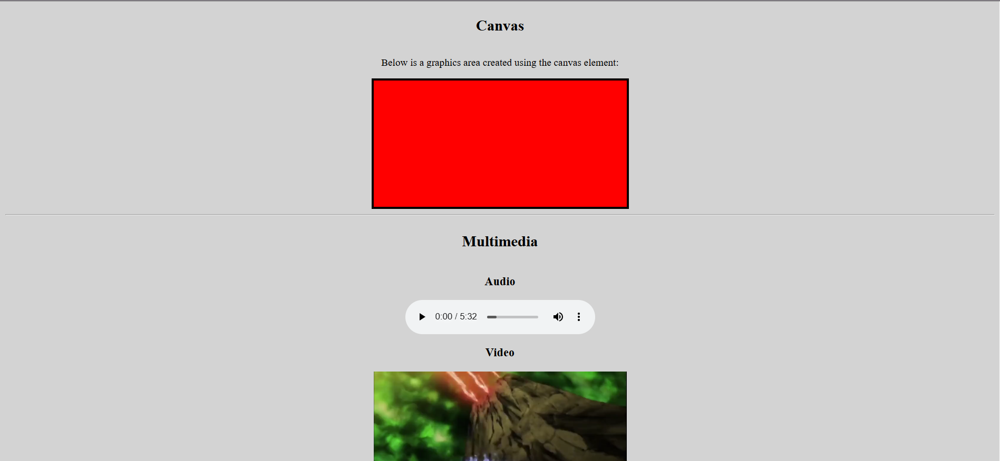 Canvas
Below is a graphics area created using the canvas element:
Multimedia
Audio
0:00 / 5:32
Video